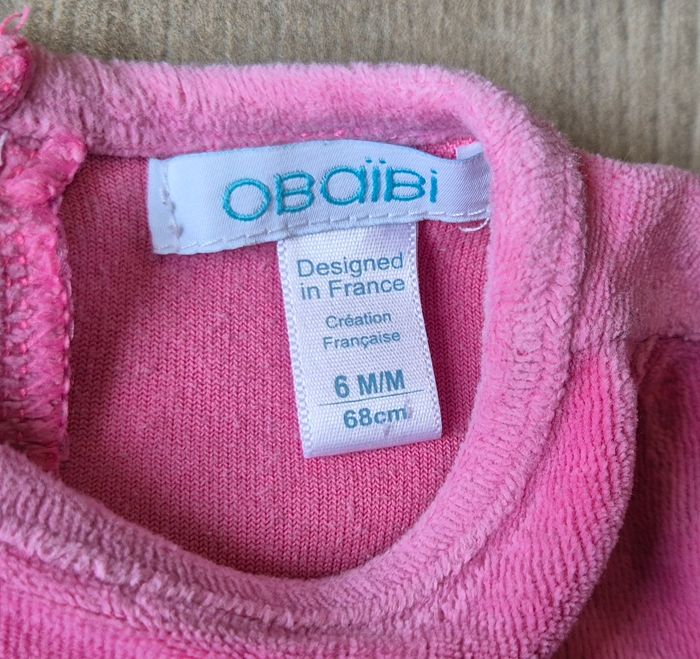 OBaïBi
Designed
in France
Création
Française
6 M/M
68cm